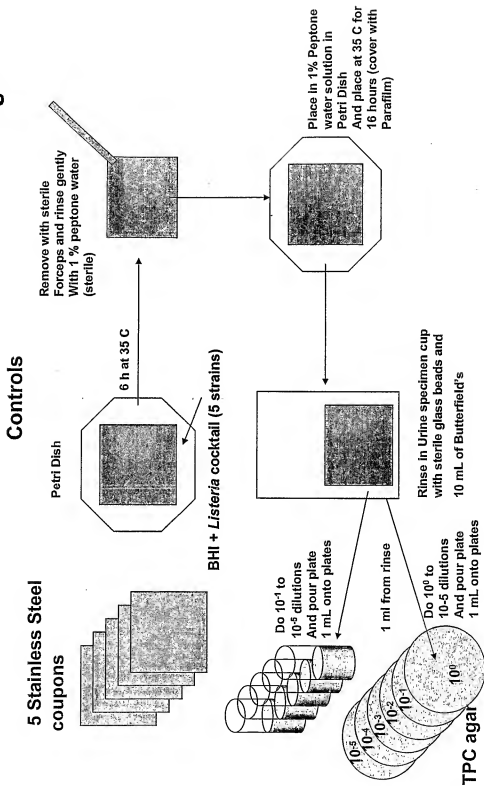 Controls
5 Stainless Steel
coupons
Petri Dish
BHI + Listeria cocktail (5 strains)
6 h at 35 C
Remove with sterile
Forceps and rinse gently
With 1 % peptone water
(sterile)
Place in 1% Peptone
water solution in
Petri Dish
And place at 35 C for
16 hours (cover with
Parafilm)
Rinse in Urine specimen cup
with sterile glass beads and
10 mL of Butterfield's
Do 10-1 to
10-5 dilutions
And pour plate
1 mL onto plates
1 ml from rinse
Do 100 to
10-5 dilutions
And pour plate
1 mL onto plates
10-5
10-4
10-3
10-2
10-1
100
TPC agar